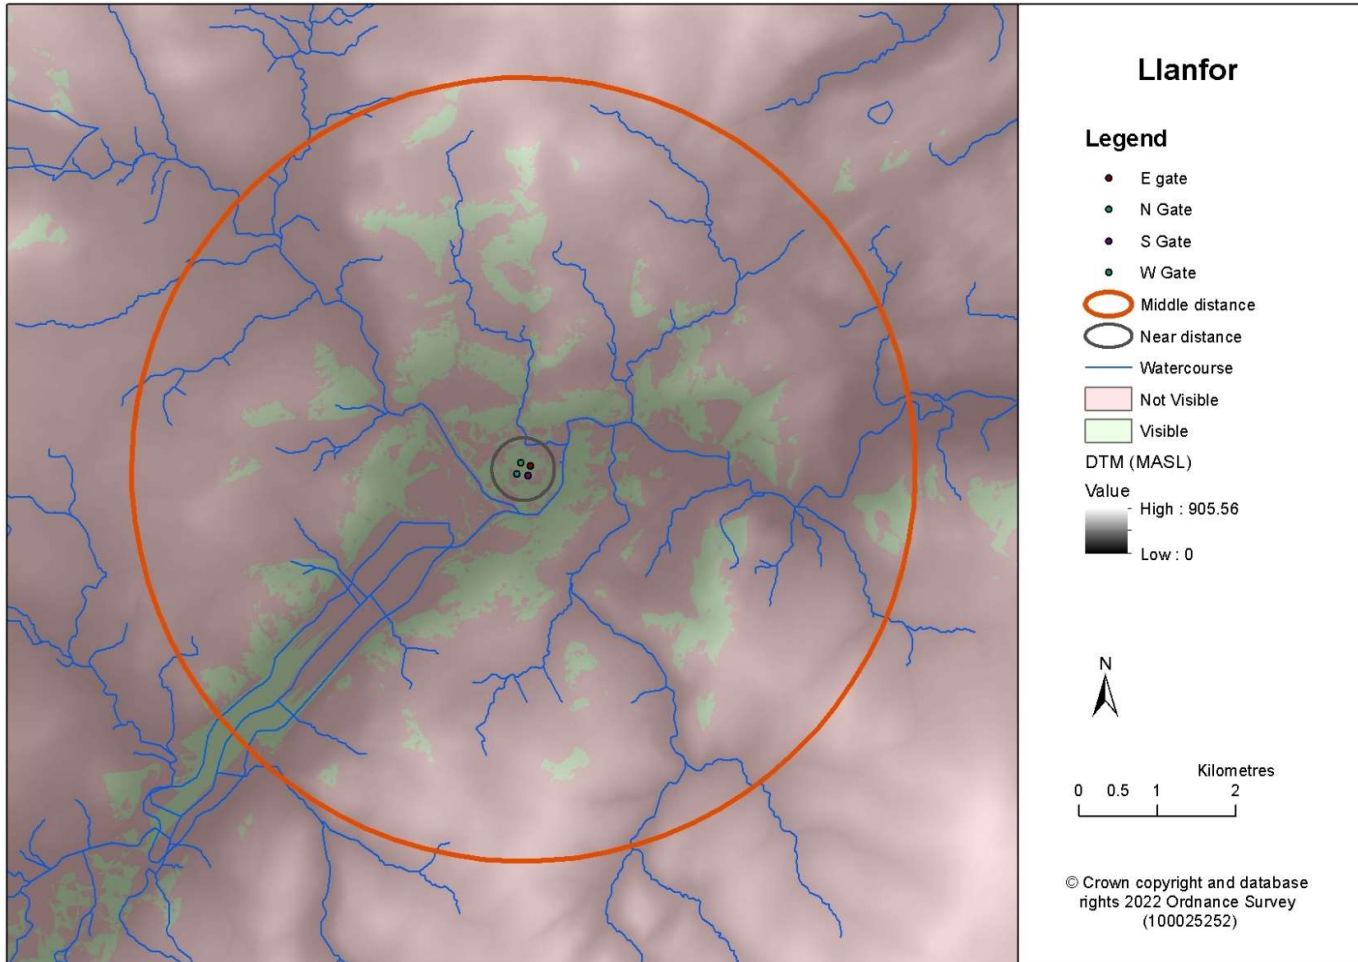 Llanfor
Legend
E gate
N Gate
S Gate
W Gate
Middle distance
Near distance
Watercourse
Not Visible
Visible
DTM (MASL)
Value
High : 905.56
Low : 0
N
Kilometres
0 0.5 1 2
© Crown copyright and database
rights 2022 Ordnance Survey
(100025252)